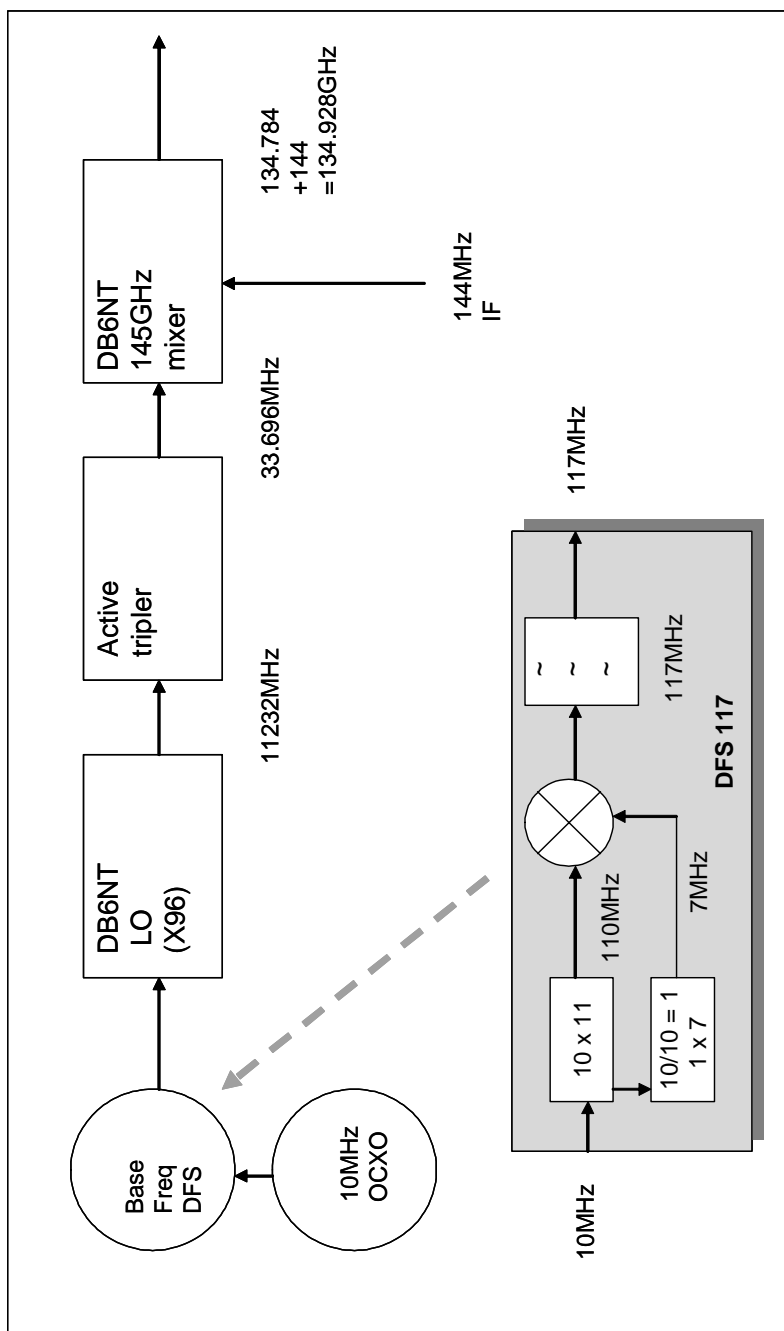 Base
Freq
DFS
10MHz
OCXO
DB6NT
LO
(X96)
11232MHz
Active
tripler
33.696MHz
DB6NT
145GHz
mixer
134.784
+144
=134.928GHz
144MHz
IF
10MHz
10 x 11
10/10 = 1
1 x 7
110MHz
7MHz
~
~
~
117MHz
117MHz
DFS 117